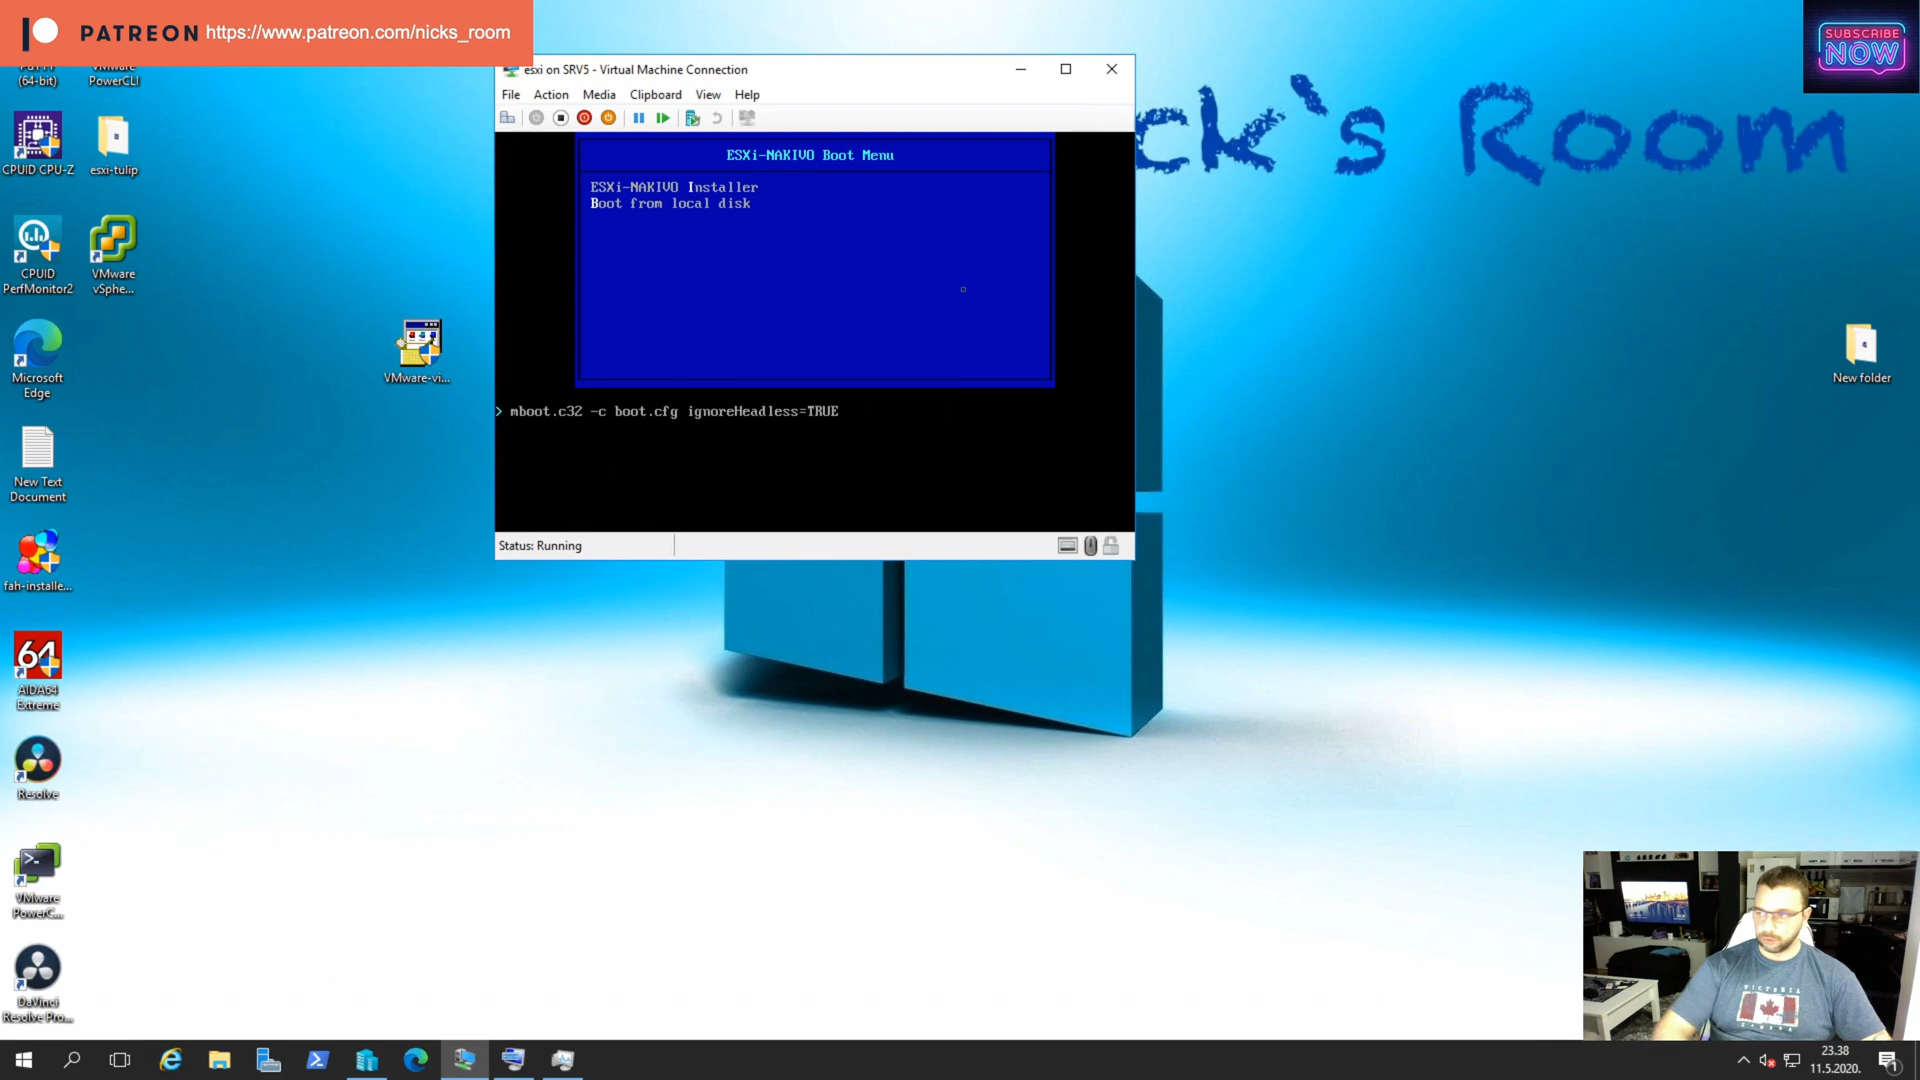 PATREON https://www.patreon.com/nicks_room
SUBSCRIBE
NOW
(64-bit)
PowerCLI
CPUID CPU-Z
esxi-tulip
CPUID
PerfMonitor2
VMware
vSphe...
Microsoft
Edge
VMware-vi...
New Text
Document
fah-installe...
64
AIDA64
Extreme
Resolve
VMware
PowerC...
DaVinci
Resolve Pro...
esxi on SRV5 - Virtual Machine Connection
File Action Media Clipboard View Help
ESXi-NAKIVO Boot Menu
ESXi-NAKIVO Installer
Boot from local disk
> mboot.c32 -c boot.cfg ignoreHeadless=TRUE
Status: Running
ck's Room
New folder
VICTORIA
CANADA
23.38
11.5.2020.
1